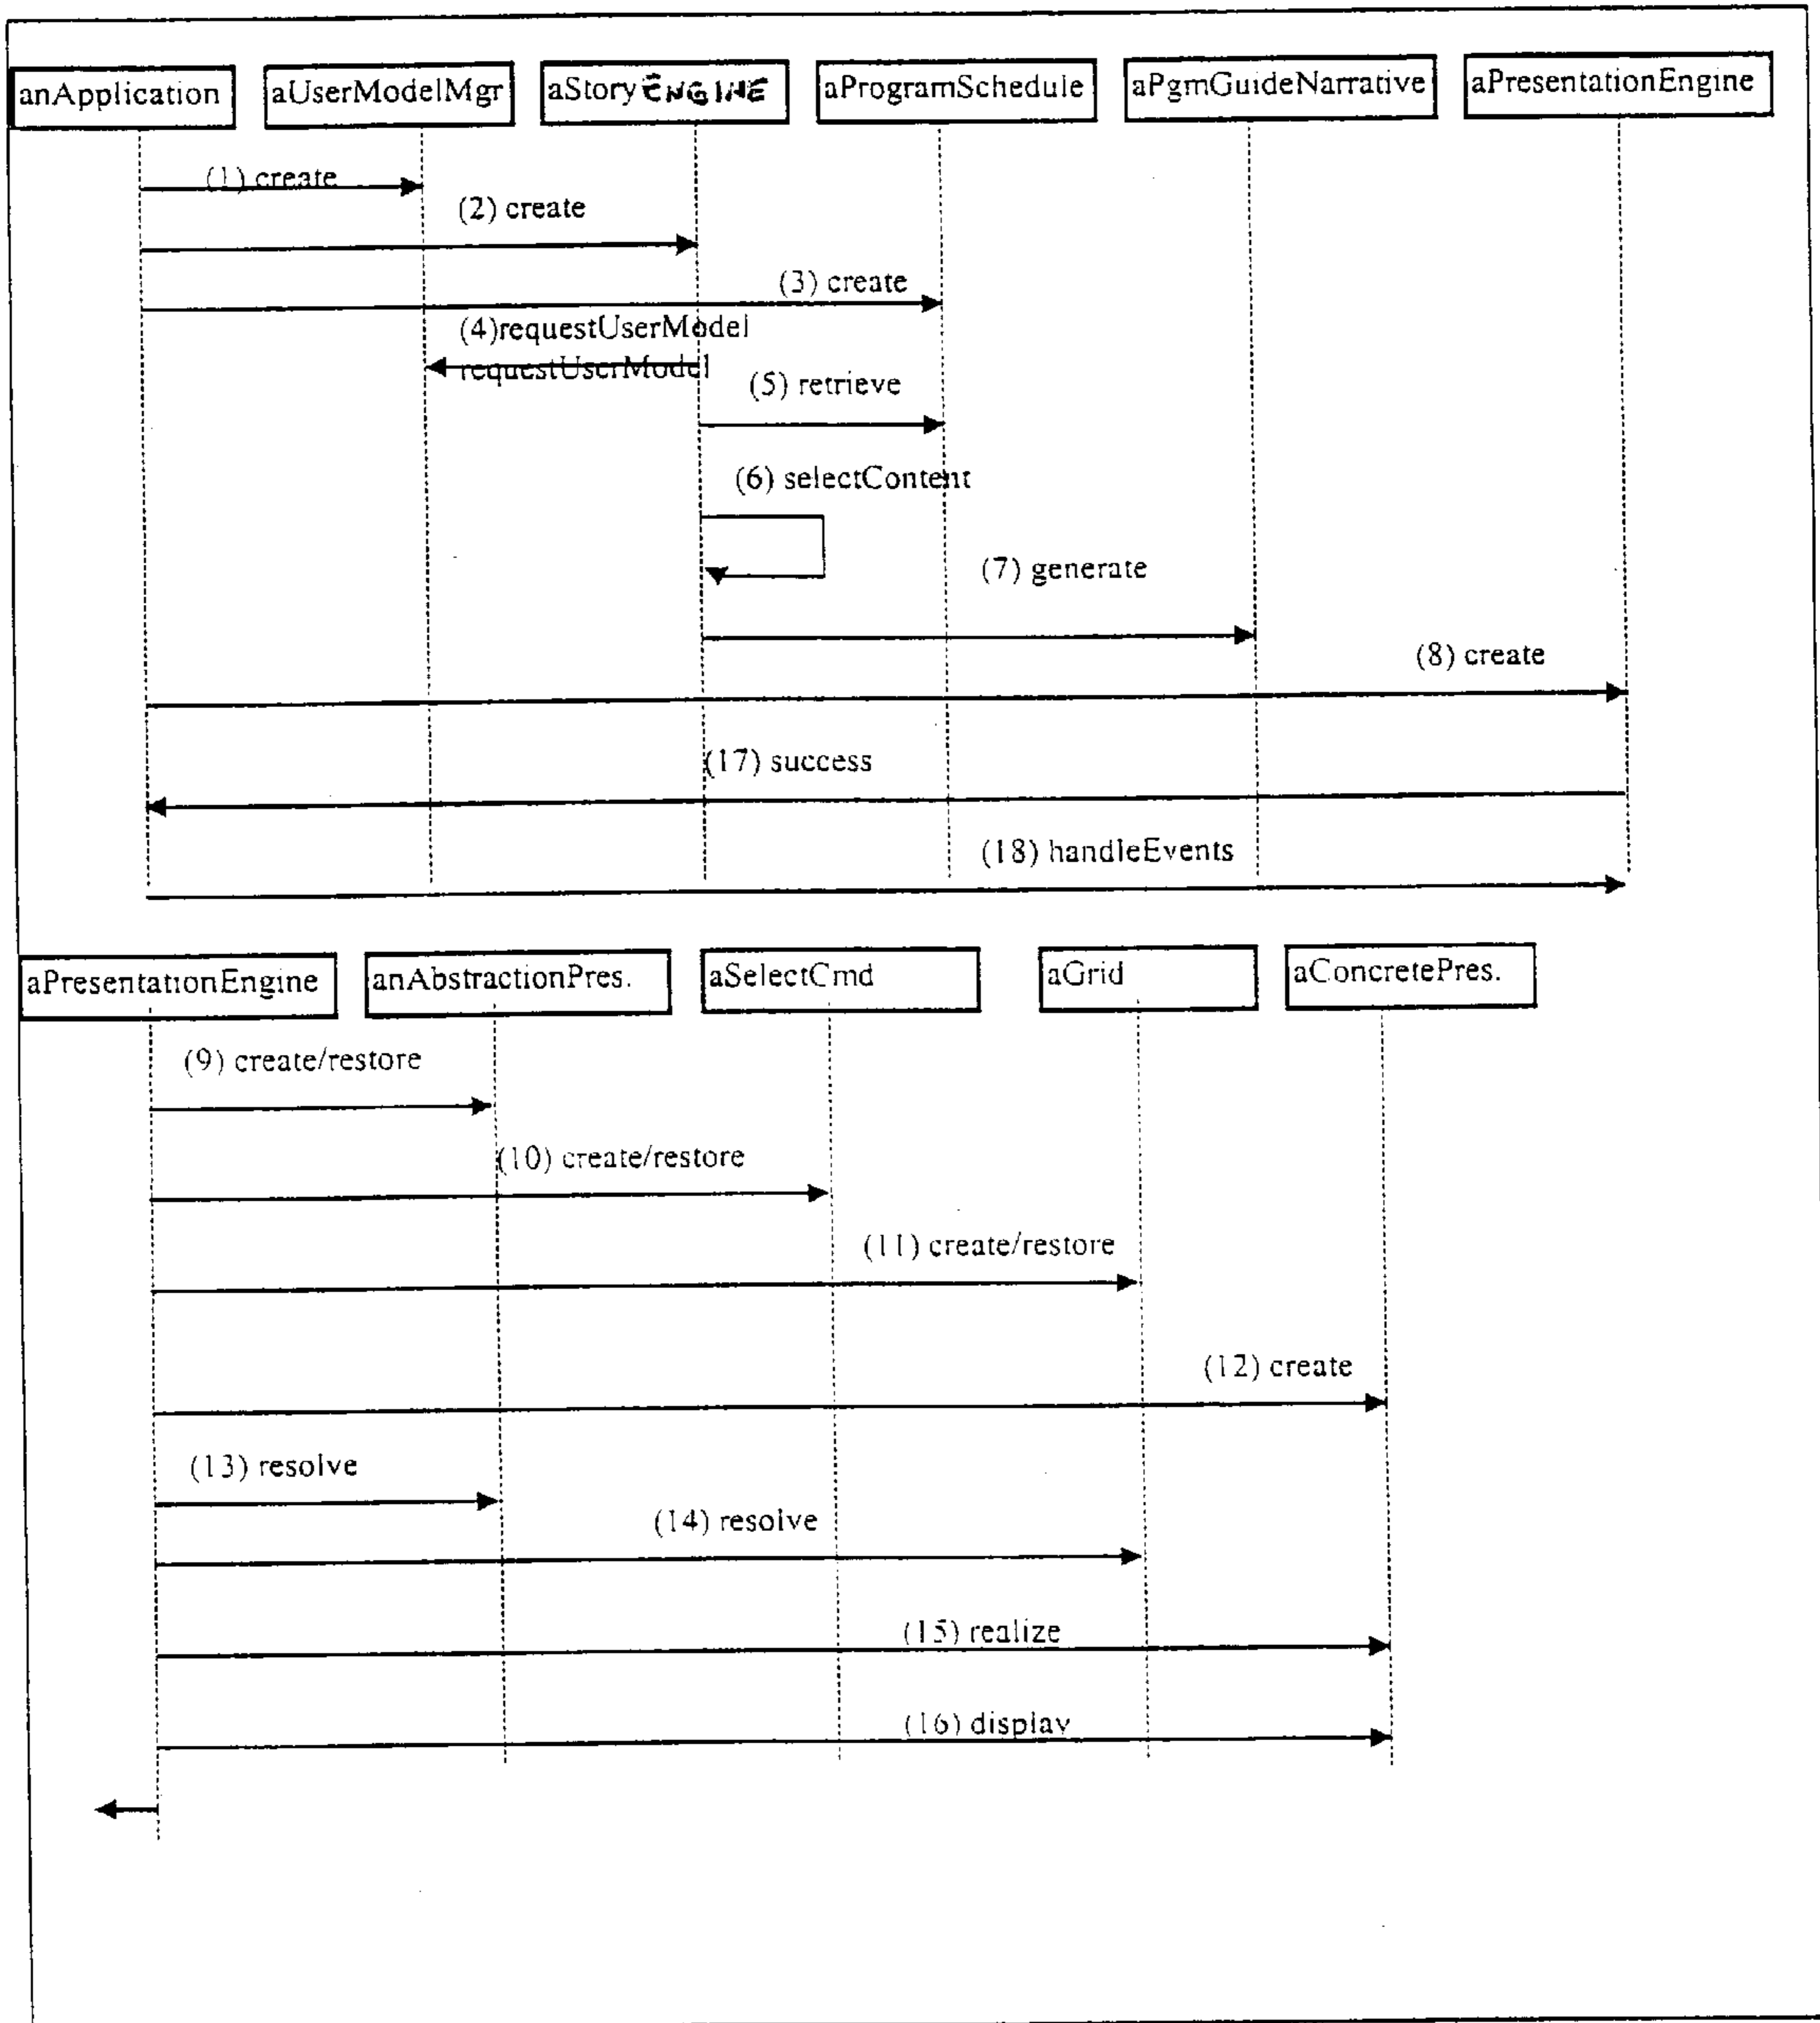 anApplication
aUserModelMgr
aStory ENGINE
aProgramSchedule
aPgmGuideNarrative
aPresentationEngine
(1) create
(2) create
(3) create
(4)requestUserModel
requestUserModel
(5) retrieve
(6) selectContent
(7) generate
(8) create
(17) success
(18) handleEvents
aPresentationEngine
anAbstractionPres.
aSelectCmd
aGrid
aConcretePres.
(9) create/restore
(10) create/restore
(11) create/restore
(12) create
(13) resolve
(14) resolve
(15) realize
(16) display